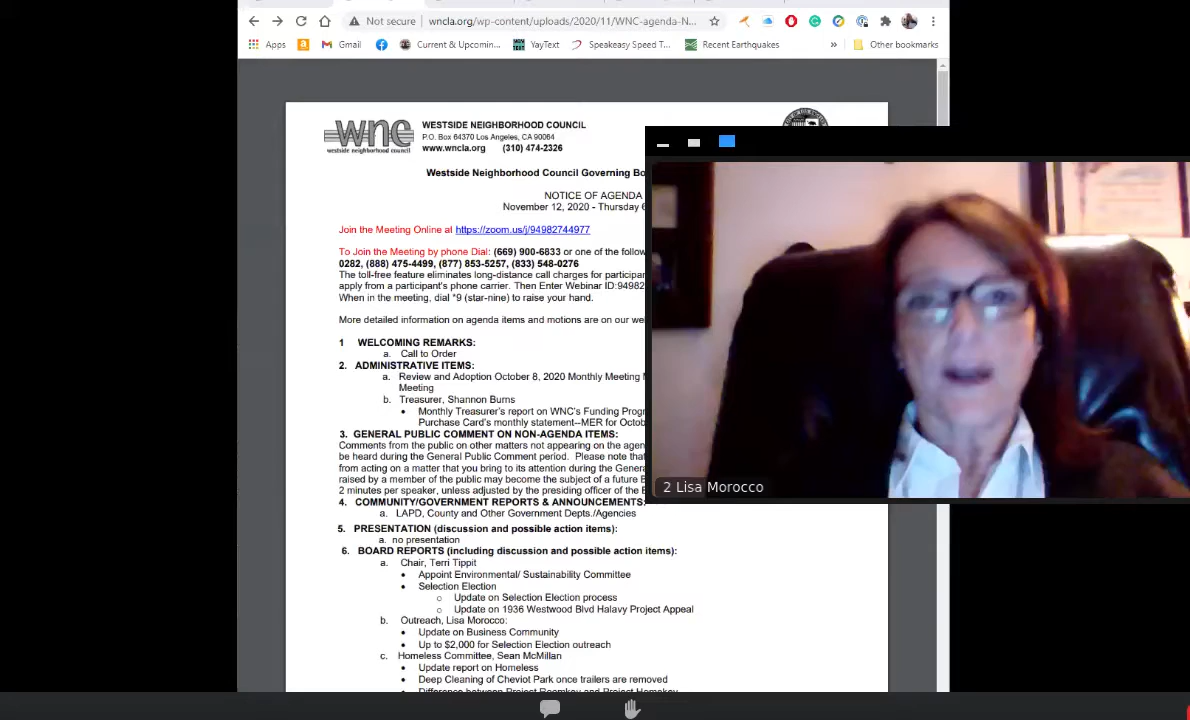 Not secure
wncla.org/wp-content/uploads/2020/11/WNC-agenda-N...
Apps
Gmail
Current & Upcomin...
YayText
Speakeasy Speed T...
Recent Earthquakes
»
Other bookmarks
wnc
westside neighborhood council
WESTSIDE NEIGHBORHOOD COUNCIL
P.O. Box 64370 Los Angeles, CA 90064
www.wncla.org (310) 474-2326
Westside Neighborhood Council Governing Bo
NOTICE OF AGENDA
November 12, 2020 - Thursday 6
Join the Meeting Online at https://zoom.us/j/94982744977
To Join the Meeting by phone Dial: (669) 900-6833 or one of the follow
0282, (888) 475-4499, (877) 853-5257, (833) 548-0276
The toll-free feature eliminates long-distance call charges for participan
apply from a participant's phone carrier. Then Enter Webinar ID:94982
When in the meeting, dial *9 (star-nine) to raise your hand.
More detailed information on agenda items and motions are on our we
1 WELCOMING REMARKS:
a. Call to Order
2. ADMINISTRATIVE ITEMS:
a. Review and Adoption October 8, 2020 Monthly Meeting M
Meeting
b. Treasurer, Shannon Burns
• Monthly Treasurer's report on WNC's Funding Progr
Purchase Card's monthly statement--MER for Octob
3. GENERAL PUBLIC COMMENT ON NON-AGENDA ITEMS:
Comments from the public on other matters not appearing on the agen
be heard during the General Public Comment period. Please note that
from acting on a matter that you bring to its attention during the Genera
raised by a member of the public may become the subject of a future B
2 minutes per speaker, unless adjusted by the presiding officer of the B
4. COMMUNITY/GOVERNMENT REPORTS & ANNOUNCEMENTS:
a. LAPD, County and Other Government Depts./Agencies
5. PRESENTATION (discussion and possible action items):
a. no presentation
6. BOARD REPORTS (including discussion and possible action items):
a. Chair, Terri Tippit
• Appoint Environmental/ Sustainability Committee
• Selection Election
o Update on Selection Election process
o Update on 1936 Westwood Blvd Halavy Project Appeal
b. Outreach, Lisa Morocco:
• Update on Business Community
• Up to $2,000 for Selection Election outreach
c. Homeless Committee, Sean McMillan
• Update report on Homeless
• Deep Cleaning of Cheviot Park once trailers are removed
• Difference between Project Roomkey and Project Homekey
2 Lisa Morocco